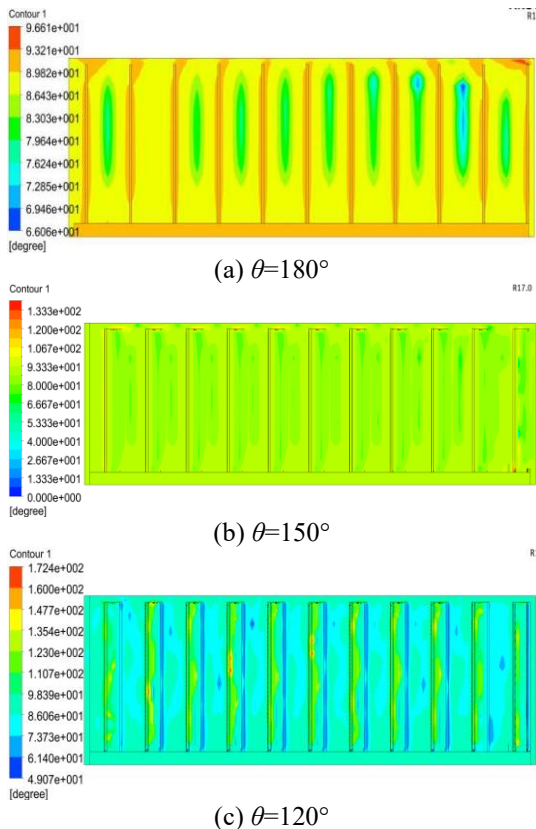 Contour 1
R1
9.661e+001
9.321e+001
8.982e+001
8.643e+001
8.303e+001
7.964e+001
7.624e+001
7.285e+001
6.946e+001
6.606e+001
[degree]
(a) θ=180°
Contour 1
R17.0
1.333e+002
1.200e+002
1.067e+002
9.333e+001
8.000e+001
6.667e+001
5.333e+001
4.000e+001
2.667e+001
1.333e+001
0.000e+000
[degree]
(b) θ=150°
Contour 1
R1
1.724e+002
1.600e+002
1.477e+002
1.354e+002
1.230e+002
1.107e+002
9.839e+001
8.606e+001
7.373e+001
6.140e+001
4.907e+001
[degree]
(c) θ=120°